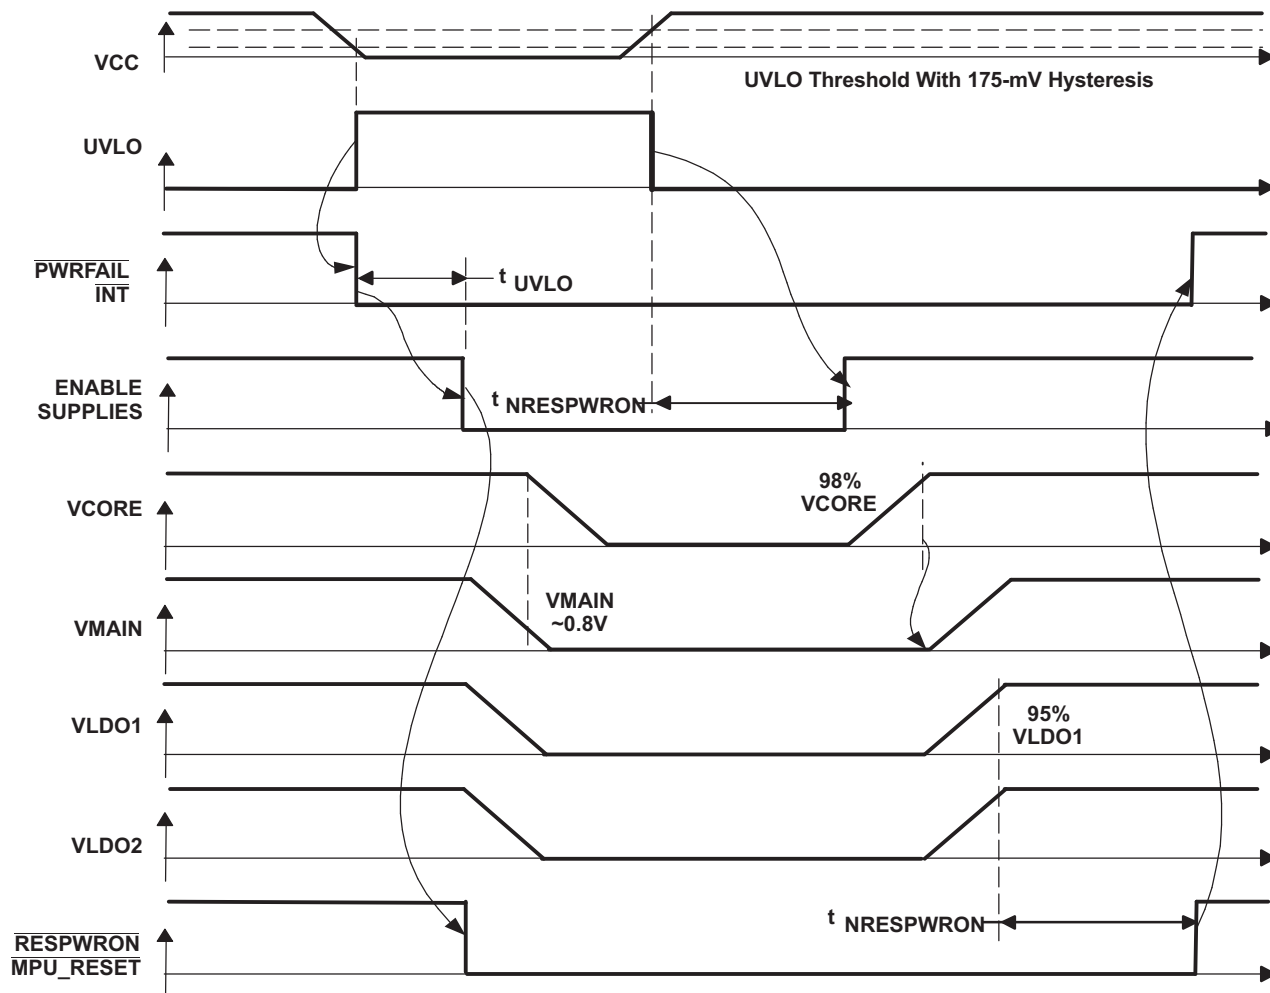 VCC
UVLO Threshold With 175-mV Hysteresis
UVLO
PWRFAIL
INT
t UVLO
ENABLE
SUPPLIES
t NRESPWRON
VCORE
98%
VCORE
VMAIN
VMAIN
~0.8V
VLDO1
95%
VLDO1
VLDO2
t NRESPWRON
RESPWRON
MPU_RESET